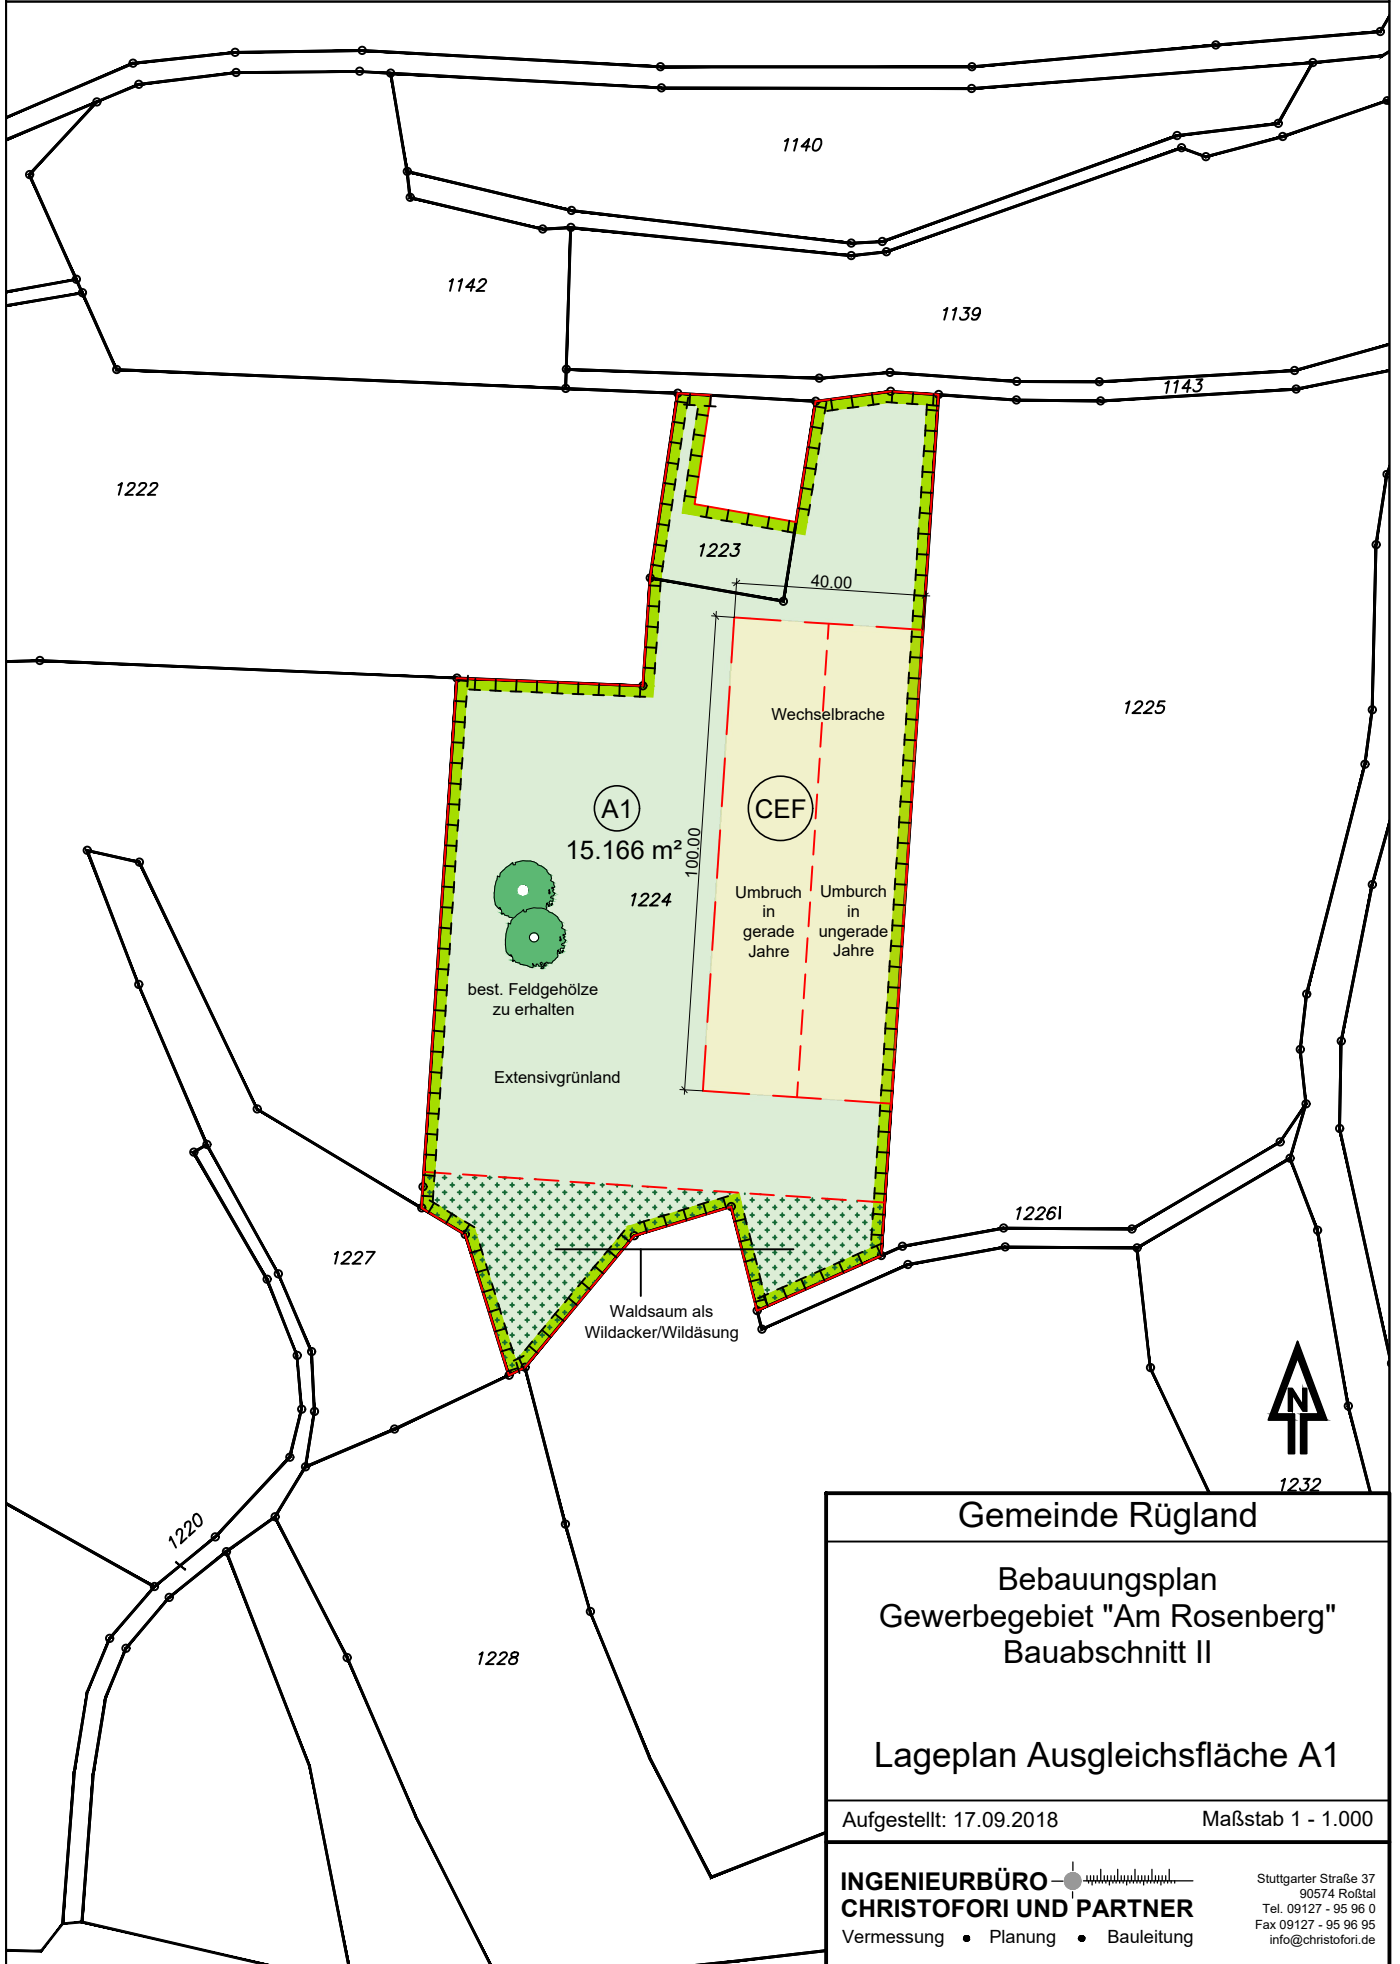 1140
1142
1139
1143
1222
1223
40.00
Wechselbrache
1225
A1
CEF
15.166 m²
100.00
1224
Umbruch
in
gerade
Jahre
Umburch
in
ungerade
Jahre
best. Feldgehölze
zu erhalten
Extensivgrünland
1226
1227
Waldsaum als
Wildacker/Wildäsung
N
1232
1220
1228
Gemeinde Rügland
Bebauungsplan
Gewerbegebiet "Am Rosenberg"
Bauabschnitt II
Lageplan Ausgleichsfläche A1
Aufgestellt: 17.09.2018
Maßstab 1 - 1.000
INGENIEURBÜRO
CHRISTOFORI UND PARTNER
Vermessung • Planung • Bauleitung
Stuttgarter Straße 37
90574 Roßtal
Tel. 09127 - 95 96 0
Fax 09127 - 95 96 95
info@christofori.de